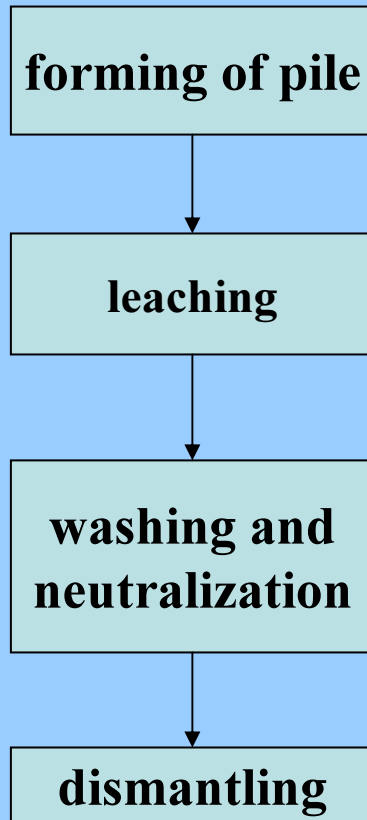 forming of pile
leaching
washing and
neutralization
dismantling